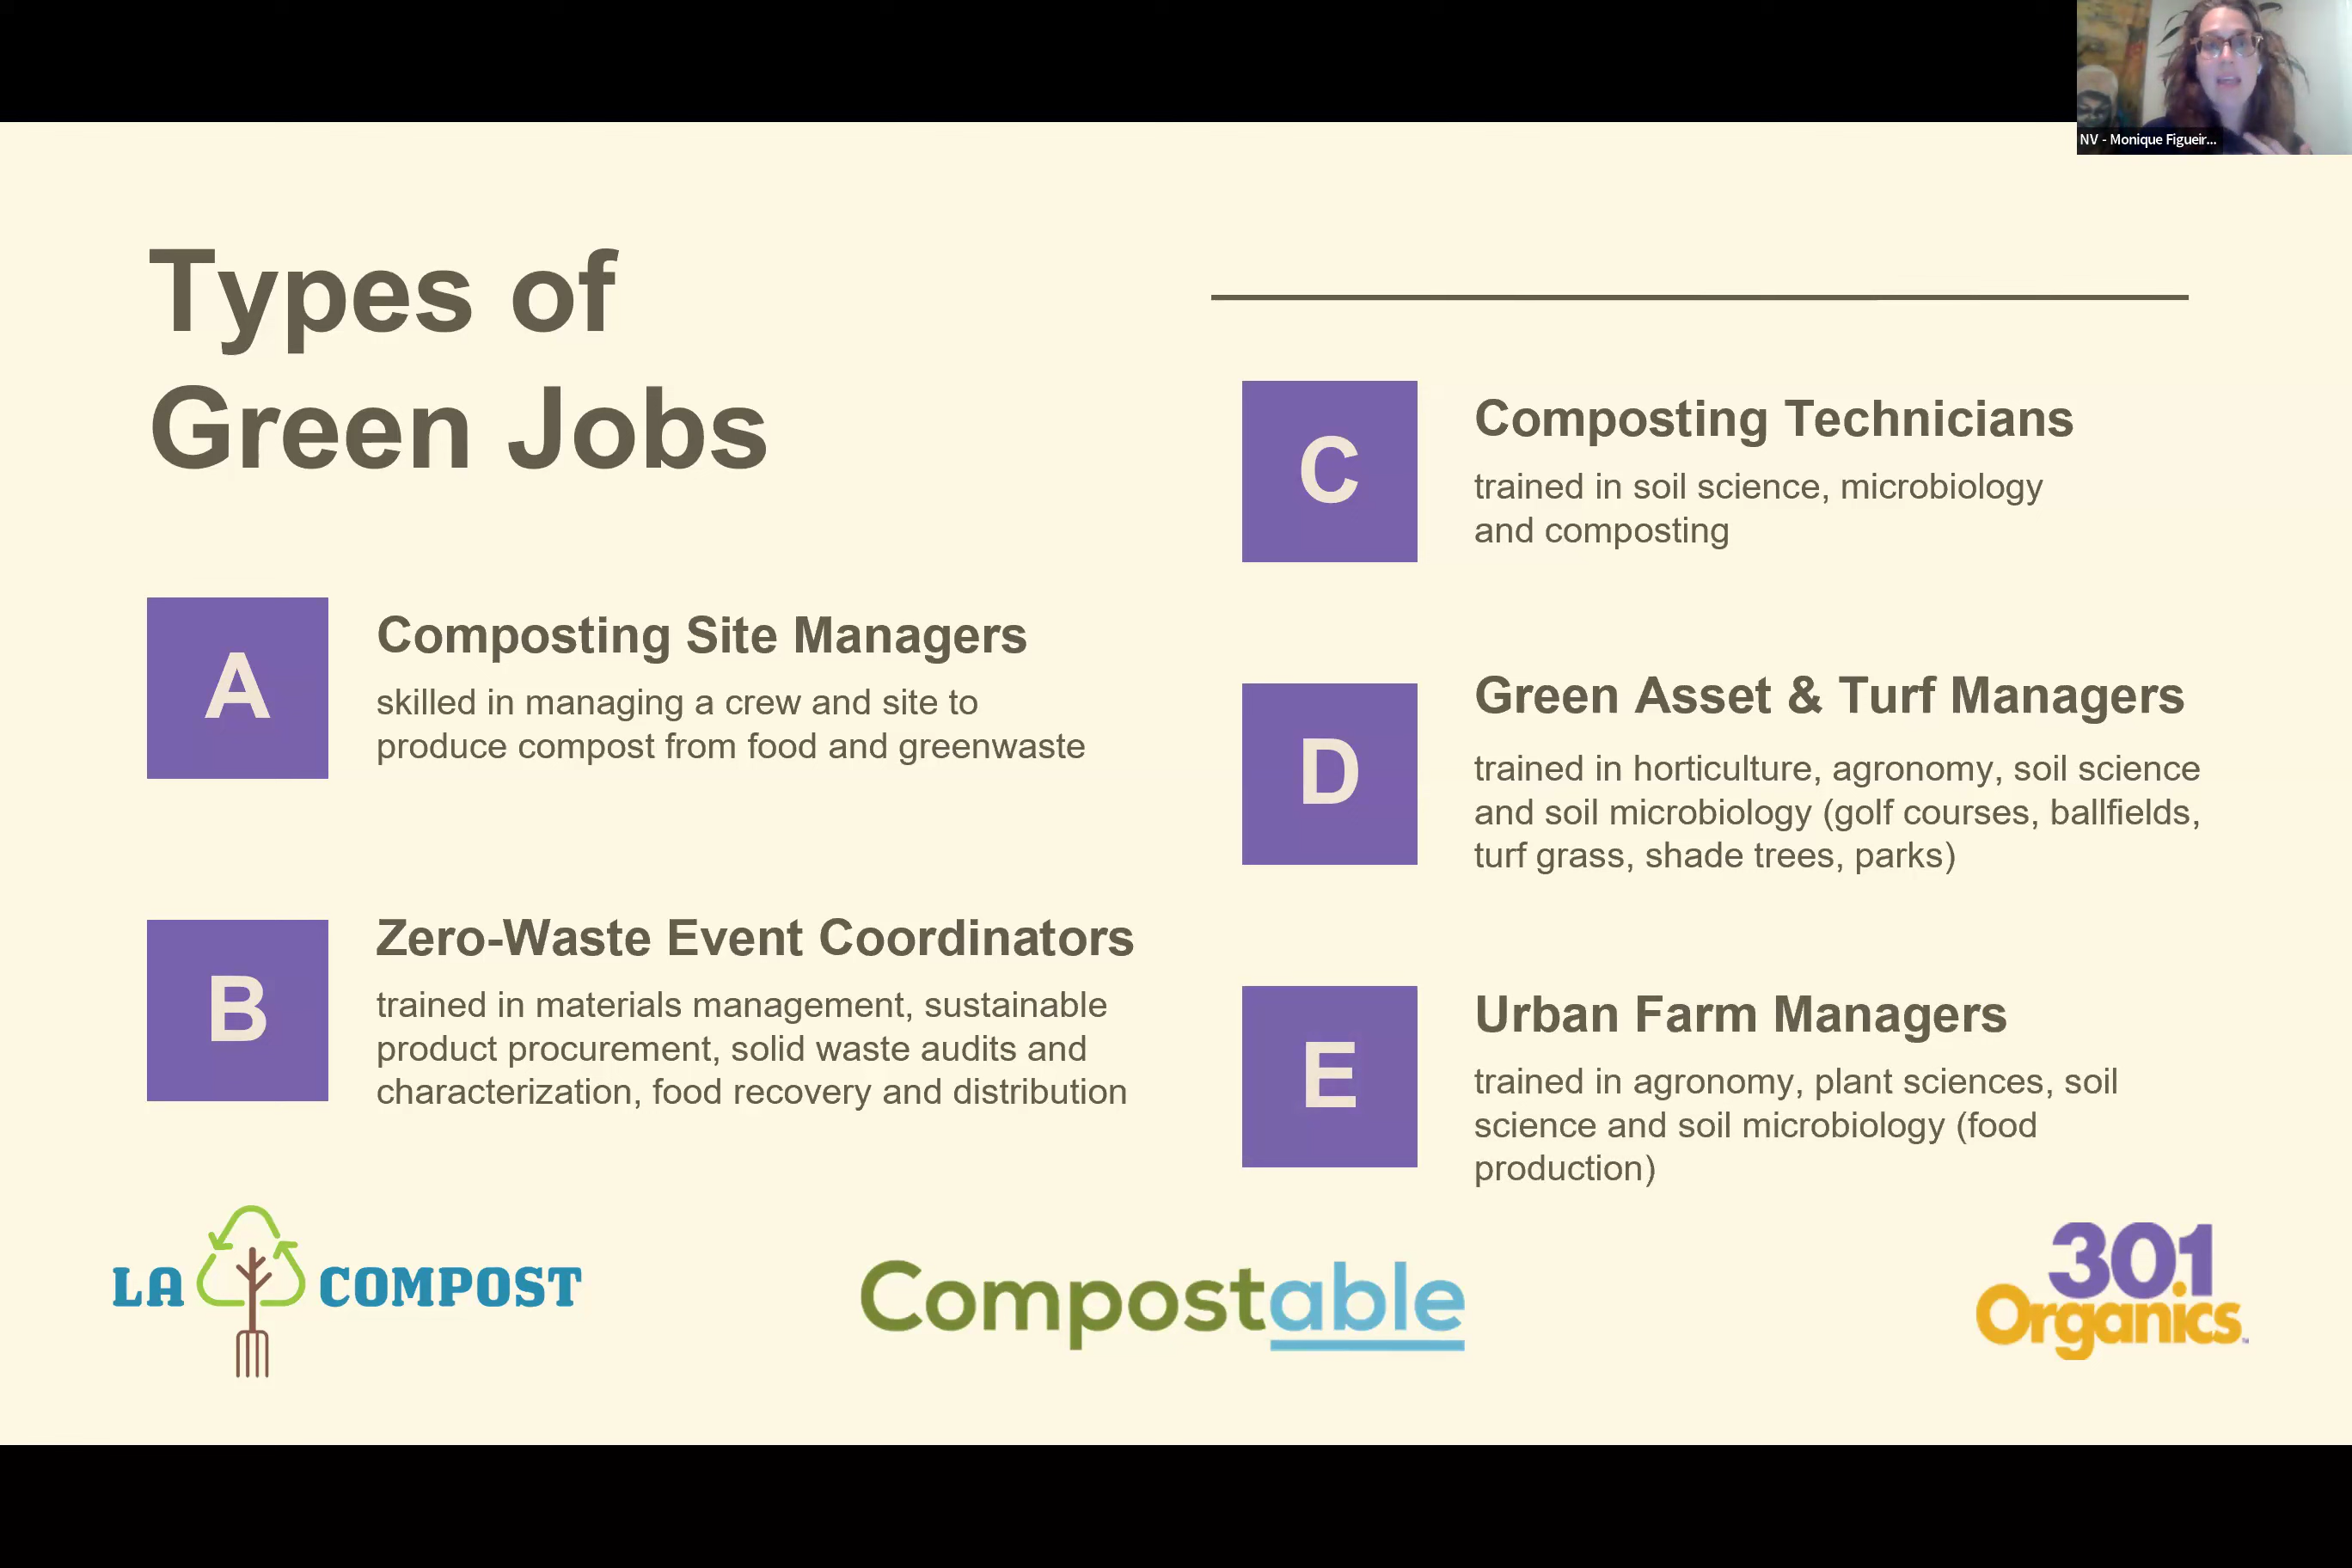 NV - Monique Figueir...
Types of
Green Jobs
A
Composting Site Managers
skilled in managing a crew and site to
produce compost from food and greenwaste
B
Zero-Waste Event Coordinators
trained in materials management, sustainable
product procurement, solid waste audits and
characterization, food recovery and distribution
C
Composting Technicians
trained in soil science, microbiology
and composting
D
Green Asset & Turf Managers
trained in horticulture, agronomy, soil science
and soil microbiology (golf courses, ballfields,
turf grass, shade trees, parks)
E
Urban Farm Managers
trained in agronomy, plant sciences, soil
science and soil microbiology (food
production)
LA COMPOST
Compostable
30.1
Organics